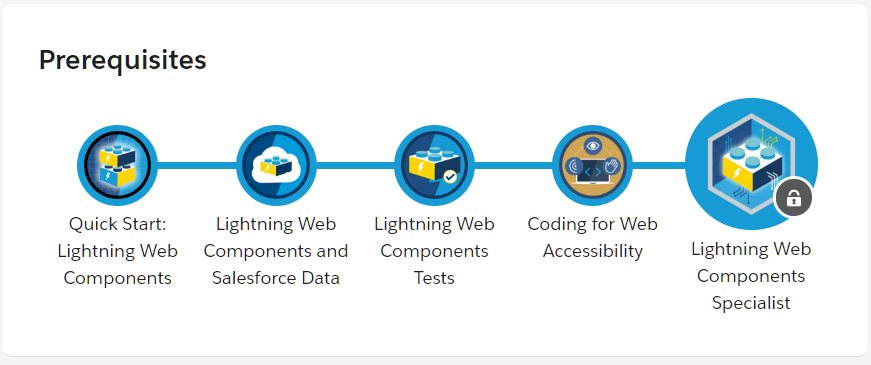 Prerequisites
Quick Start:
Lightning Web
Components
Lightning Web
Components and
Salesforce Data
Lightning Web
Components
Tests
Coding for Web
Accessibility
Lightning Web
Components
Specialist